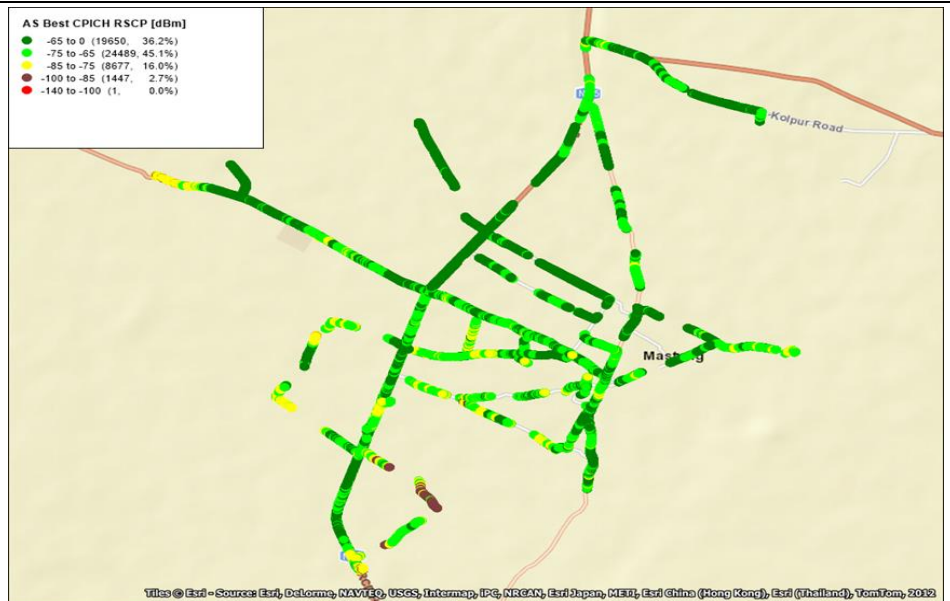 AS Best CPICH RSCP [dBm]
-65 to 0 (19650, 36.2%)
-75 to -65 (24489, 45.1%)
-85 to -75 (8677, 16.0%)
-100 to -85 (1447, 2.7%)
-140 to -100 (1, 0.0%)
Kolpur Road
Tiles © Esri - Source: Esri, DeLorme, NAVTEQ, USGS, Intermap, iPC, NRCAN, Esri Japan, METI, Esri China (Hong Kong), Esri (Thailand), TomTom, 2012